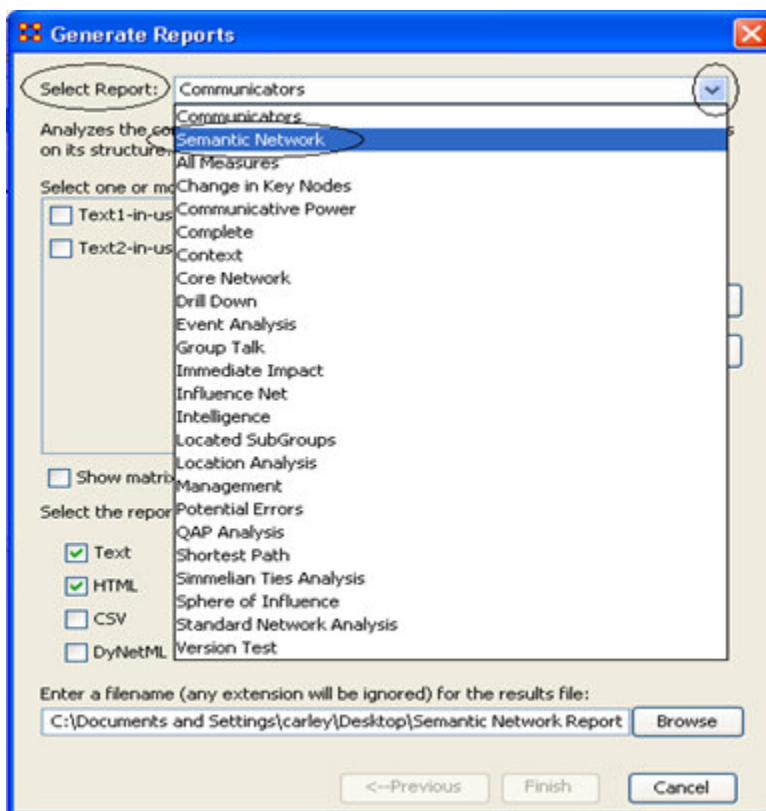 Generate Reports
Select Report: Communicators
Communicators
Analyzes the co
Semantic Network
on its structure.
All Measures
Select one or mo
Change in Key Nodes
Text1-in-us
Communicative Power
Complete
Text2-in-us
Context
Core Network
Drill Down
Event Analysis
Group Talk
Immediate Impact
Influence Net
Intelligence
Located SubGroups
Location Analysis
Show matrix
Management
Select the repor
Potential Errors
QAP Analysis
Text
Shortest Path
HTML
Simmelian Ties Analysis
Sphere of Influence
CSV
Standard Network Analysis
DyNetML
Version Test
Enter a filename (any extension will be ignored) for the results file:
C:\Documents and Settings\carley\Desktop\Semantic Network Report Browse
<--Previous Finish Cancel